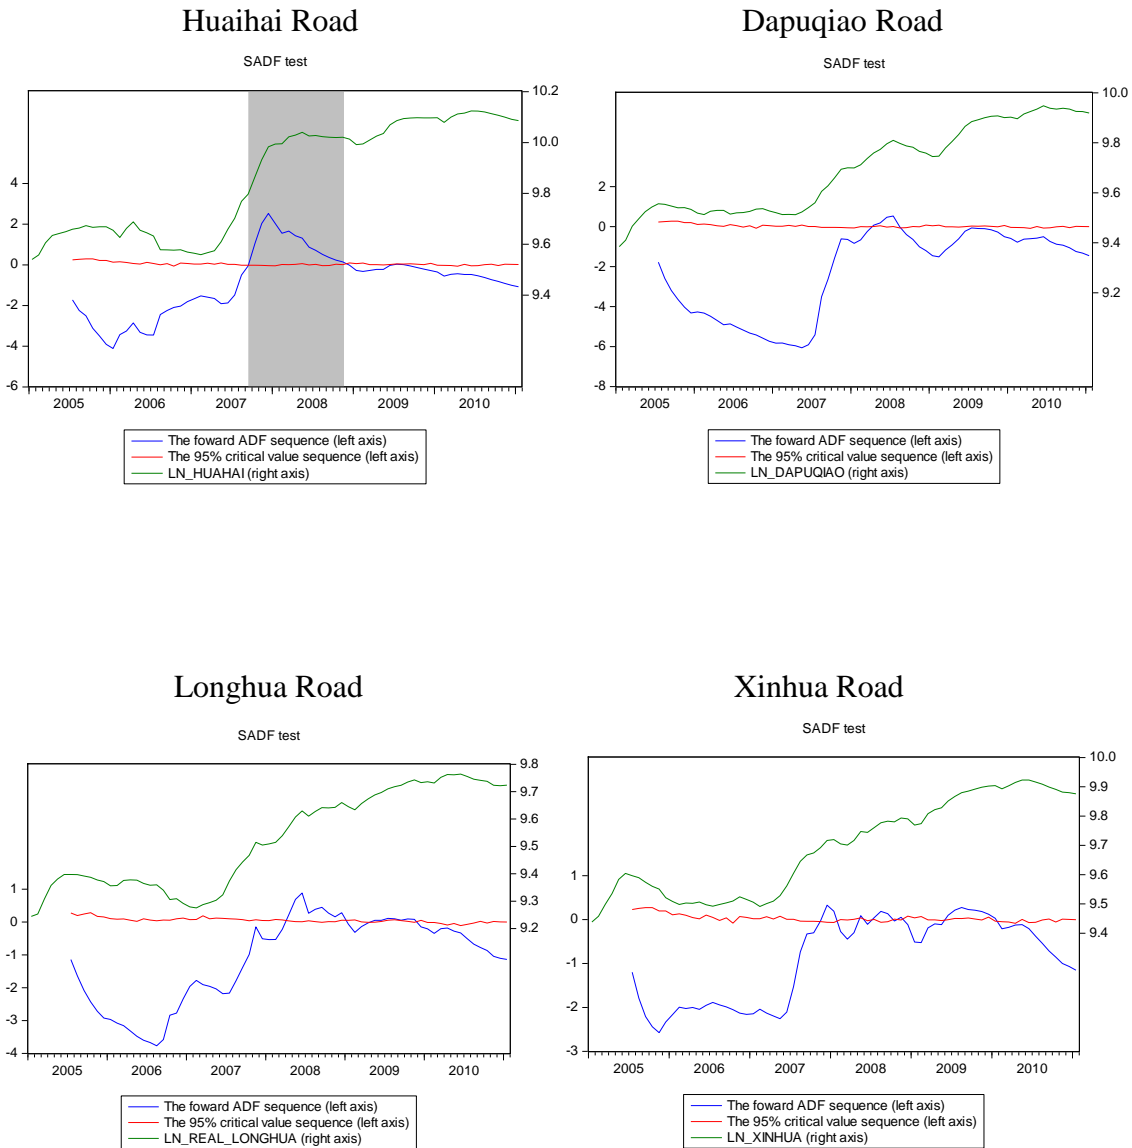 Huaihai Road
SADF test
10.2
10.0
9.8
9.6
9.4
4
2
0
-2
-4
-6
2005 2006 2007 2008 2009 2010
The foward ADF sequence (left axis)
The 95% critical value sequence (left axis)
LN_HUAHAI (right axis)
Dapuqiao Road
SADF test
10.0
9.8
9.6
9.4
9.2
2
0
-2
-4
-6
-8
2005 2006 2007 2008 2009 2010
The foward ADF sequence (left axis)
The 95% critical value sequence (left axis)
LN_DAPUQIAO (right axis)
Longhua Road
SADF test
9.8
9.7
9.6
9.5
9.4
9.3
9.2
1
0
-1
-2
-3
-4
2005 2006 2007 2008 2009 2010
The foward ADF sequence (left axis)
The 95% critical value sequence (left axis)
LN_REAL_LONGHUA (right axis)
Xinhua Road
SADF test
10.0
9.9
9.8
9.7
9.6
9.5
9.4
1
0
-1
-2
-3
2005 2006 2007 2008 2009 2010
The foward ADF sequence (left axis)
The 95% critical value sequence (left axis)
LN_XINHUA (right axis)